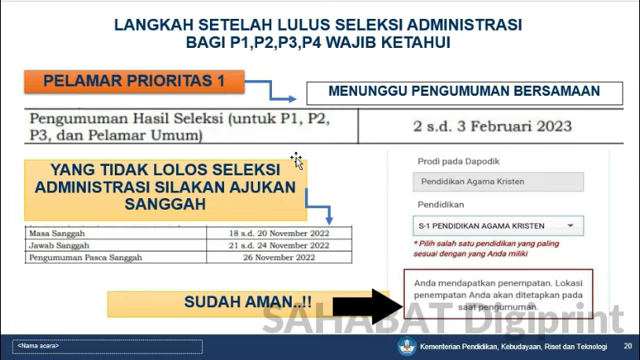 LANGKAH SETELAH LULUS SELEKSI ADMINISTRASI
BAGI P1,P2,P3,P4 WAJIB KETAHUI
PELAMAR PRIORITAS 1
MENUNGGU PENGUMUMAN BERSAMAAN
Pengumuman Hasil Seleksi (untuk P1, P2,
P3, dan Pelamar Umum)
2 s.d. 3 Februari 2023
YANG TIDAK LOLOS SELEKSI
ADMINISTRASI SILAKAN AJUKAN
SANGGAH
Masa Sanggah 18 s.d. 20 November 2022
Jawab Sanggah 21 s.d. 24 November 2022
Pengumuman Pasca Sanggah 26 November 2022
Prodi pada Dapodik
Pendidikan Agama Kristen
Pendidikan
S-1 PENDIDIKAN AGAMA KRISTEN
* Pilih salah satu pendidikan yang paling
sesuai dengan yang Anda miliki
Anda mendapatkan penempatan. Lokasi
penempatan Anda akan ditetapkan pada
saat pengumuman.
SUDAH AMAN..!!
SAHABAT Digiprint
<Nama acara>
Kementerian Pendidikan, Kebudayaan, Riset dan Teknologi
20